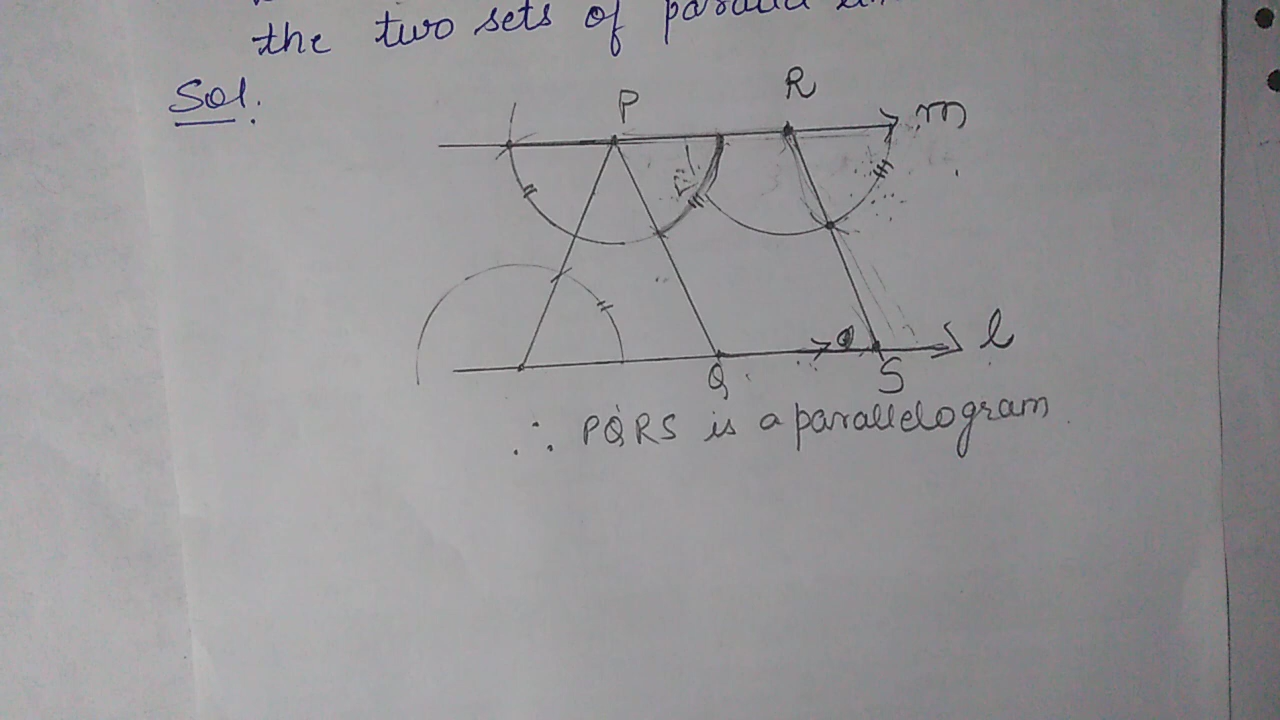 the two sets of
Sol.
P
R
m
l
Q
S
∴ PQRS is a parallelogram